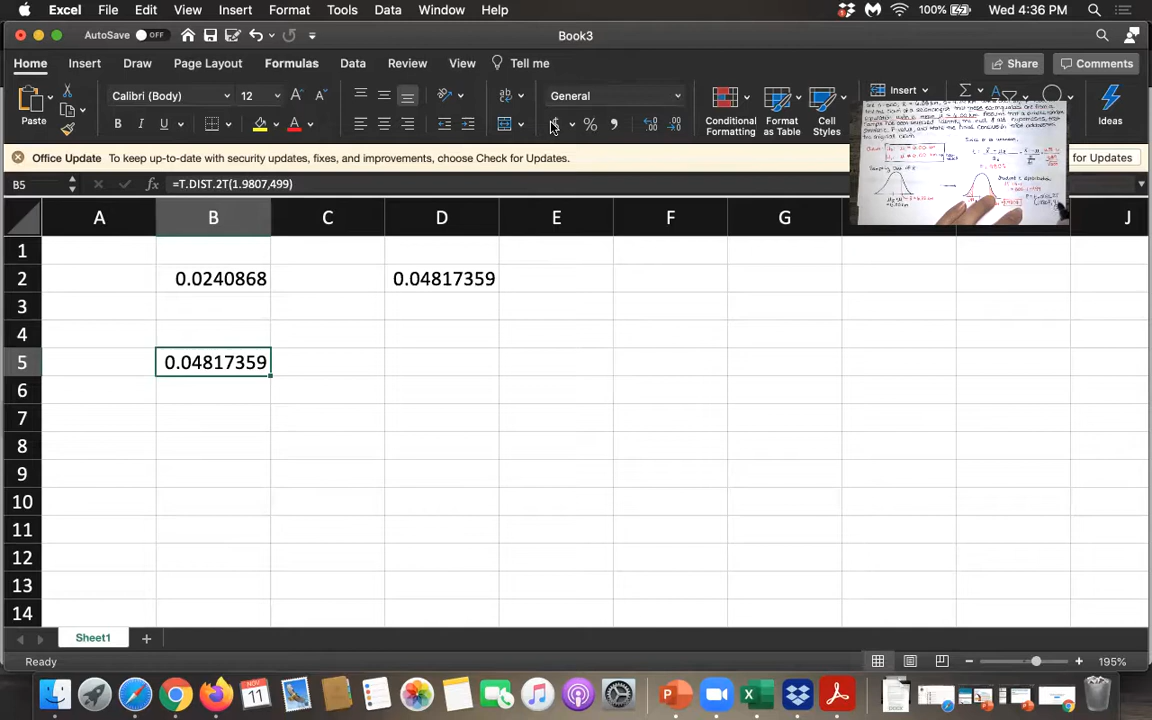 Excel File Edit View Insert Format Tools Data Window Help 100% Wed 4:36 PM
AutoSave OFF Book3
Home Insert Draw Page Layout Formulas Data Review View Tell me Share Comments
Paste Calibri (Body) 12 General Conditional Formatting Format as Table Cell Styles Insert Ideas
Office Update To keep up-to-date with security updates, fixes, and improvements, choose Check for Updates. for Updates
B5 =T.DIST.2T(1.9807,499)
A B C D E F G J
1
2 0.0240868 0.04817359
3
4
5 0.04817359
6
7
8
9
10
11
12
13
14
Sheet1
Ready 195%
NOV
11